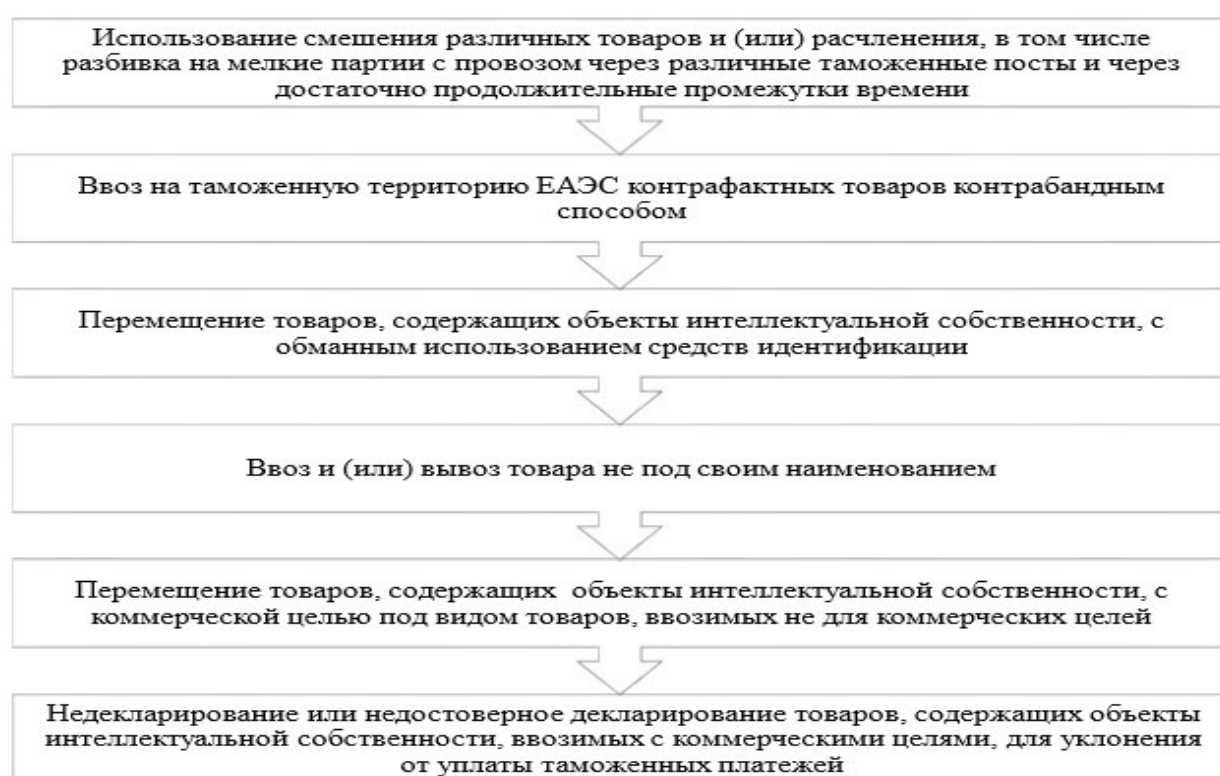 Использование смешения различных товаров и (или) расчленения, в том числе
разбивка на мелкие партии с провозом через различные таможенные посты и через
достаточно продолжительные промежутки времени
Ввоз на таможенную территорию ЕАЭС контрафактных товаров контрабандным
способом
Перемещение товаров, содержащих объекты интеллектуальной собственности, с
обманным использованием средств идентификации
Ввоз и (или) вывоз товара не под своим наименованием
Перемещение товаров, содержащих объекты интеллектуальной собственности, с
коммерческой целью под видом товаров, ввозимых не для коммерческих целей
Недекларирование или недостоверное декларирование товаров, содержащих объекты
интеллектуальной собственности, ввозимых с коммерческими целями, для уклонения
от уплаты таможенных платежей